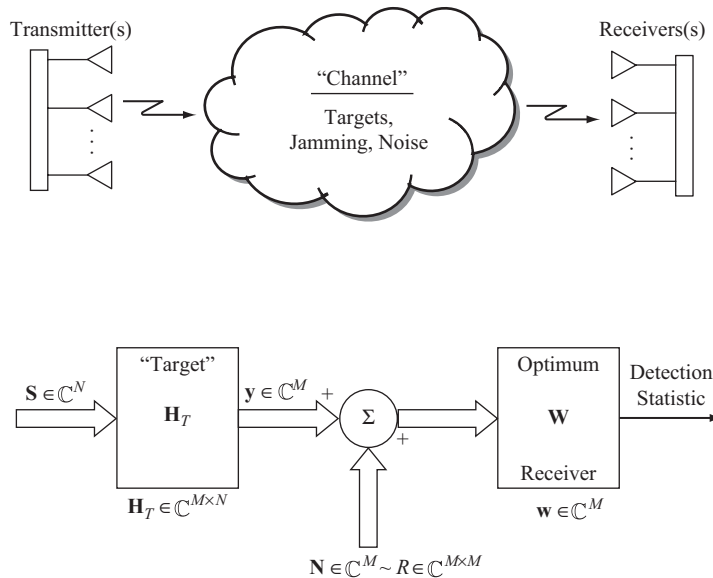 Transmitter(s)
Receivers(s)
“Channel”
Targets,
Jamming, Noise
“Target”
Optimum
Detection
Statistic
S ∈ ℂ^N
y ∈ ℂ^M
+
H_T
Σ
W
+
Receiver
H_T ∈ ℂ^{M×N}
w ∈ ℂ^M
N ∈ ℂ^M ~ R ∈ ℂ^{M×M}